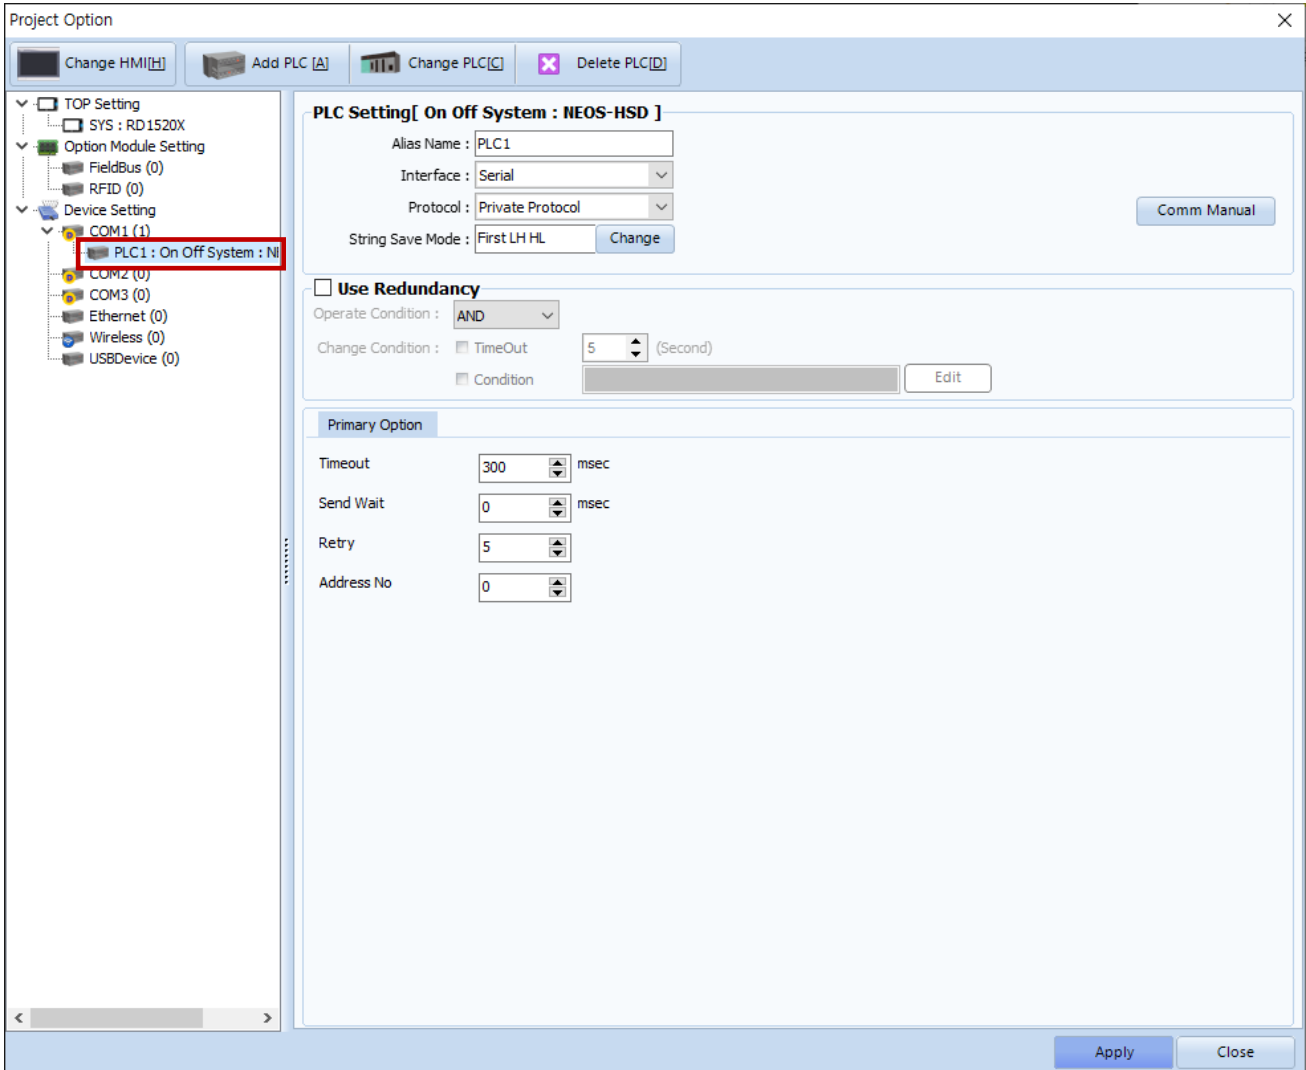 Project Option
Change HMI[H]
Add PLC [A]
Change PLC[C]
Delete PLC[D]
TOP Setting
SYS : RD1520X
Option Module Setting
FieldBus (0)
RFID (0)
Device Setting
COM1 (1)
PLC1 : On Off System : NI
COM2 (0)
COM3 (0)
Ethernet (0)
Wireless (0)
USBDevice (0)
PLC Setting[ On Off System : NEOS-HSD ]
Alias Name : PLC1
Interface : Serial
Protocol : Private Protocol
Comm Manual
String Save Mode : First LH HL Change
Use Redundancy
Operate Condition : AND
Change Condition : TimeOut 5 (Second)
Condition Edit
Primary Option
Timeout 300 msec
Send Wait 0 msec
Retry 5
Address No 0
Apply Close